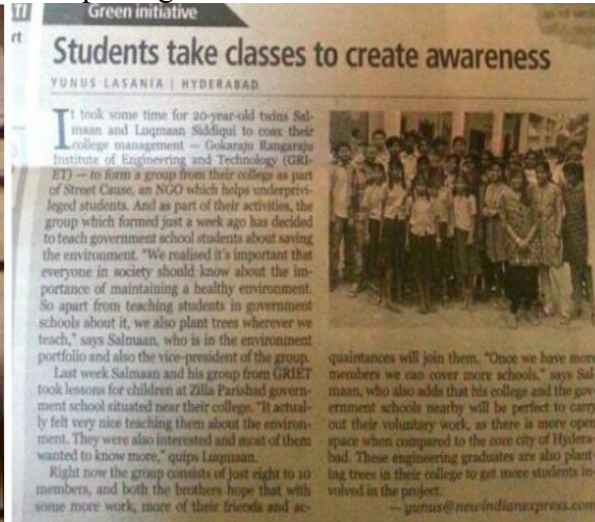 TI
rt
Green initiative
Students take classes to create awareness
YUNUS LASANIA | HYDERABAD
It took some time for 20-year-old twins Sal-
maan and Luqmaan Siddiqui to coax their
college management — Gokaraju Rangaraju
Institute of Engineering and Technology (GRI-
ET) — to form a group from their college as part
of Street Cause, an NGO which helps underprivi-
leged students. And as part of their activities, the
group which formed just a week ago has decided
to teach government school students about saving
the environment. "We realised it's important that
everyone in society should know about the im-
portance of maintaining a healthy environment.
So apart from teaching students in government
schools about it, we also plant trees wherever we
teach," says Salmaan, who is in the environment
portfolio and also the vice-president of the group.
Last week Salmaan and his group from GRIET
took lessons for children at Zilla Parishad govern-
ment school situated near their college. "It actual-
ly felt very nice teaching them about the environ-
ment. They were also interested and most of them
wanted to know more," quips Luqmaan.
Right now the group consists of just eight to 10
members, and both the brothers hope that with
some more work, more of their friends and ac-
quaintances will join them. "Once we have more
members we can cover more schools," says Sal-
maan, who also adds that his college and the gov-
ernment schools nearby will be perfect to carry
out their voluntary work, as there is more open
space when compared to the core city of Hydera-
bad. These engineering graduates are also plant-
ing trees in their college to get more students in-
volved in the project.
— yunus@newindianexpress.com